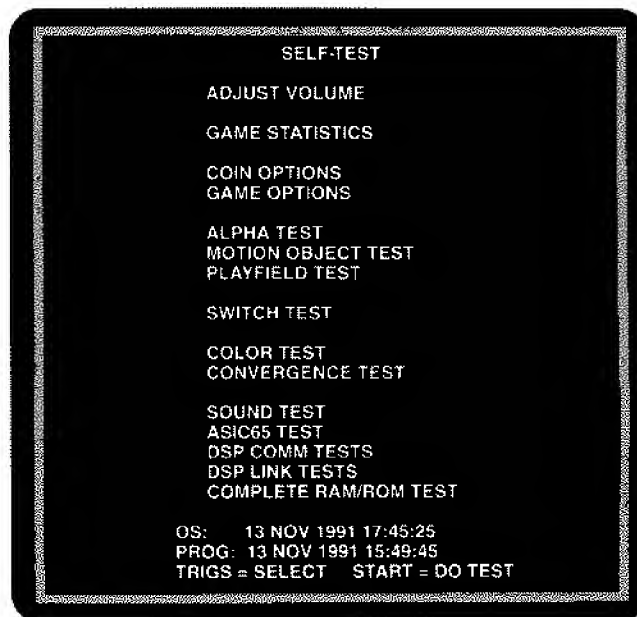 SELF-TEST
ADJUST VOLUME
GAME STATISTICS
COIN OPTIONS
GAME OPTIONS
ALPHA TEST
MOTION OBJECT TEST
PLAYFIELD TEST
SWITCH TEST
COLOR TEST
CONVERGENCE TEST
SOUND TEST
ASIC65 TEST
DSP COMM TESTS
DSP LINK TESTS
COMPLETE RAM/ROM TEST
OS: 13 NOV 1991 17:45:25
PROG: 13 NOV 1991 15:49:45
TRIGS = SELECT START = DO TEST